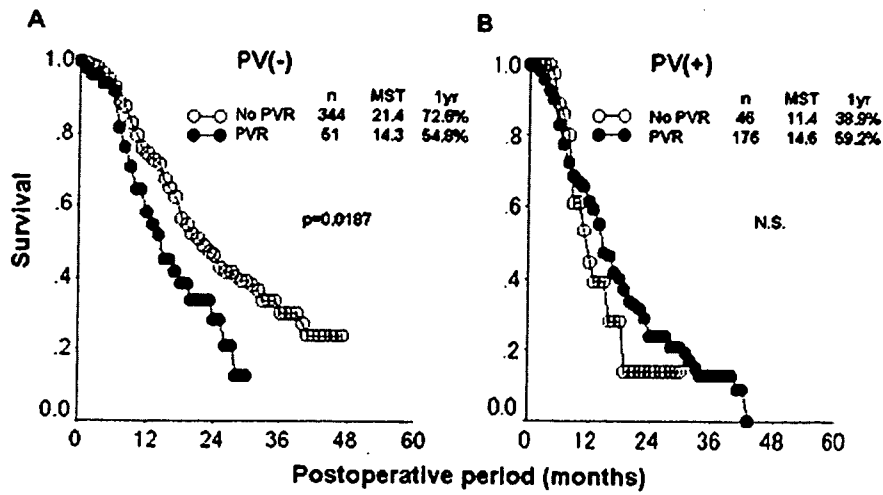 A
PV(-)
n MST 1yr
No PVR 344 21.4 72.6%
PVR 51 14.3 54.8%
p=0.0187
1.0
.8
.6
.4
.2
0.0
0 12 24 36 48 60
Survival
B
PV(+)
n MST 1yr
No PVR 46 11.4 38.9%
PVR 176 14.6 59.2%
N.S.
1.0
.8
.6
.4
.2
0.0
0 12 24 36 48 60
Postoperative period (months)